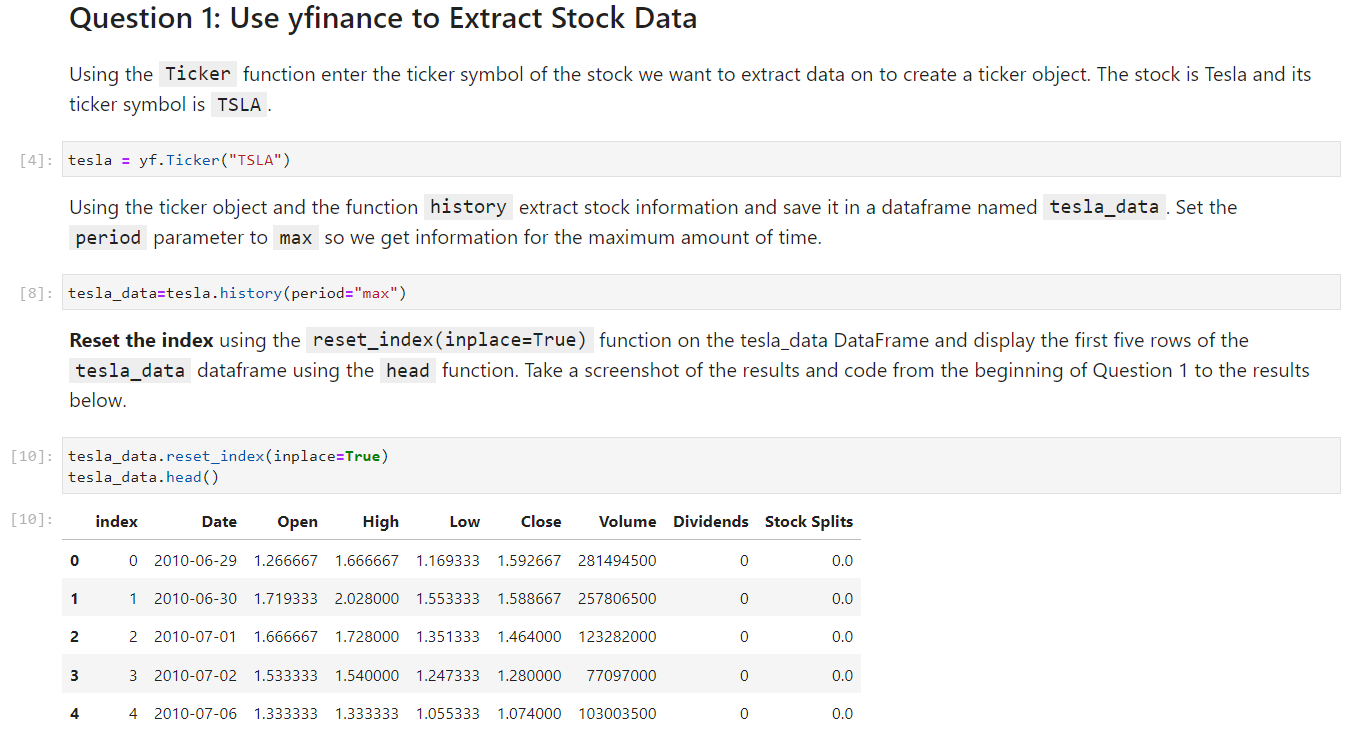 Question 1: Use yfinance to Extract Stock Data
Using the Ticker function enter the ticker symbol of the stock we want to extract data on to create a ticker object. The stock is Tesla and its
ticker symbol is TSLA .
[4]: tesla = yf.Ticker("TSLA")
Using the ticker object and the function history extract stock information and save it in a dataframe named tesla_data . Set the
period parameter to max so we get information for the maximum amount of time.
[8]: tesla_data=tesla.history(period="max")
Reset the index using the reset_index(inplace=True) function on the tesla_data DataFrame and display the first five rows of the
tesla_data dataframe using the head function. Take a screenshot of the results and code from the beginning of Question 1 to the results
below.
[10]: tesla_data.reset_index(inplace=True)
tesla_data.head()
[10]: index Date Open High Low Close Volume Dividends Stock Splits
0 0 2010-06-29 1.266667 1.666667 1.169333 1.592667 281494500 0 0.0
1 1 2010-06-30 1.719333 2.028000 1.553333 1.588667 257806500 0 0.0
2 2 2010-07-01 1.666667 1.728000 1.351333 1.464000 123282000 0 0.0
3 3 2010-07-02 1.533333 1.540000 1.247333 1.280000 77097000 0 0.0
4 4 2010-07-06 1.333333 1.333333 1.055333 1.074000 103003500 0 0.0